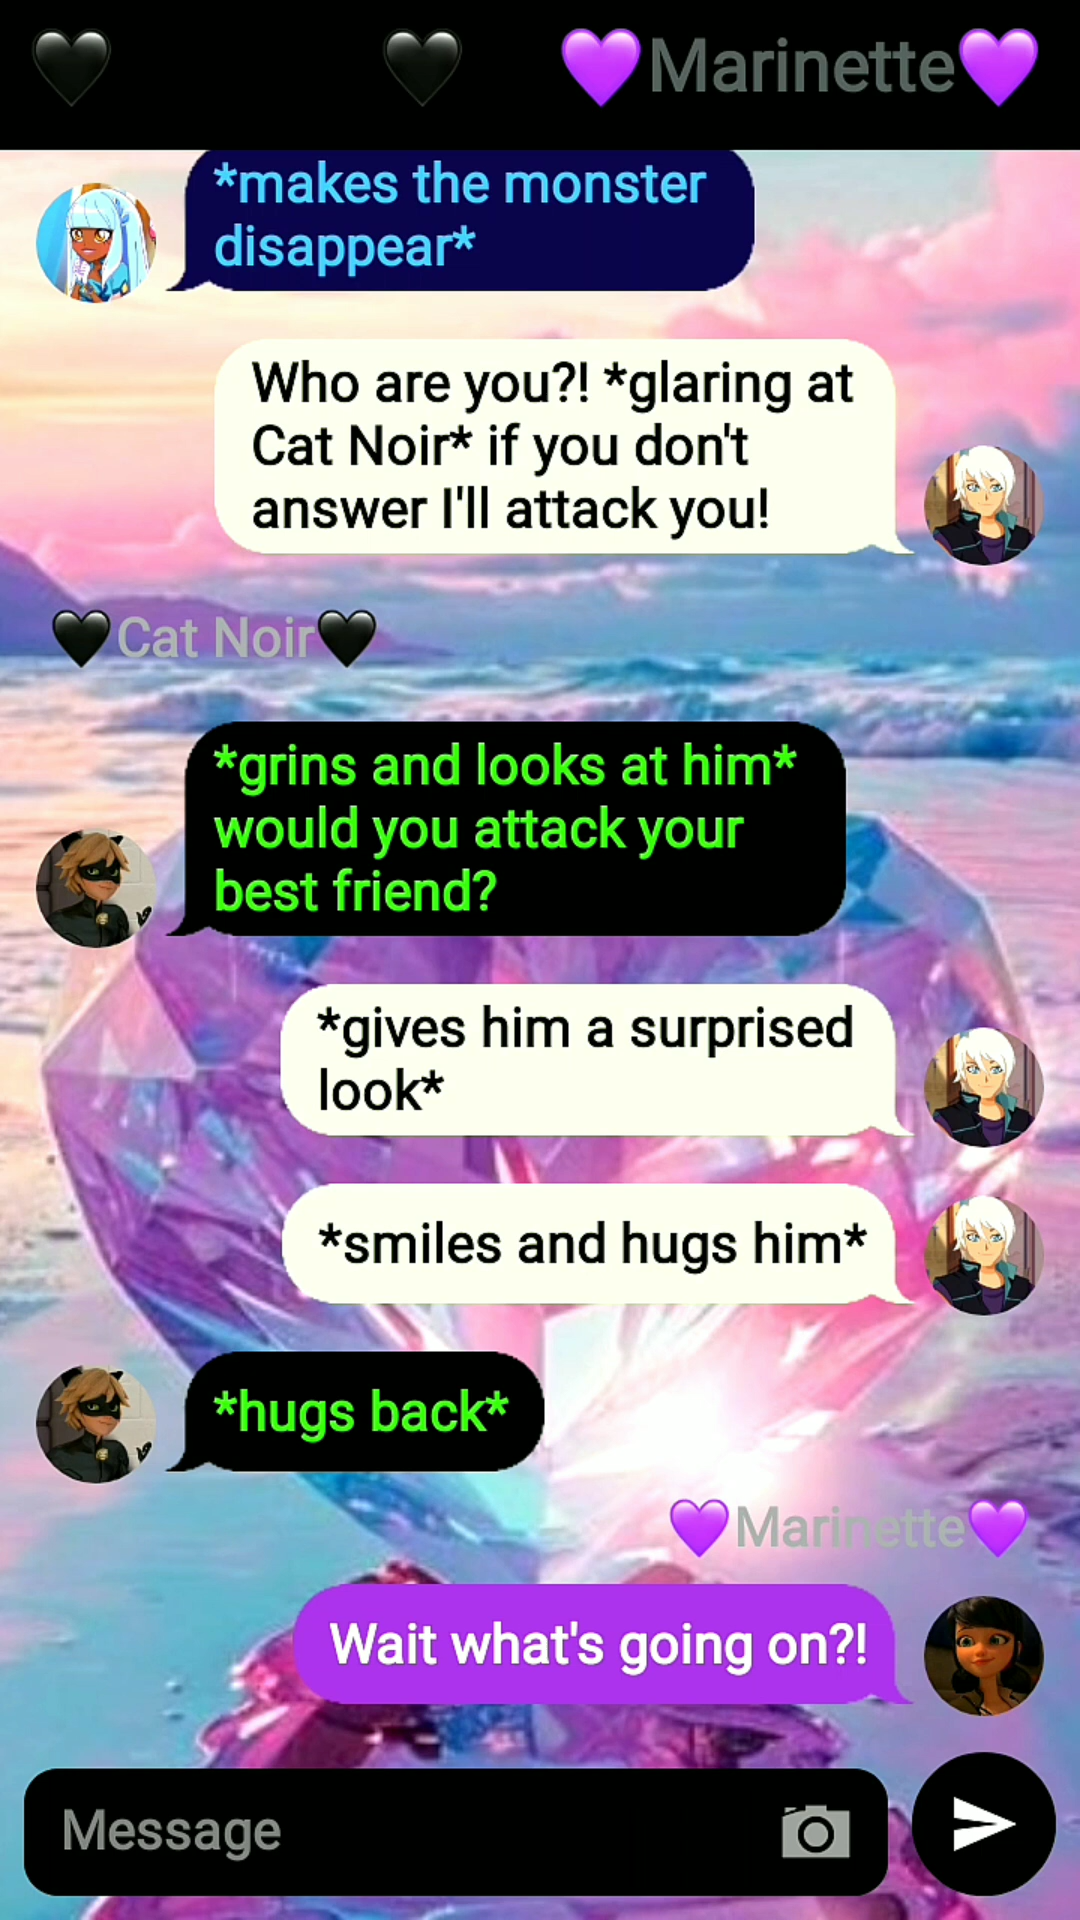 🖤 🖤 💜Marinette💜
*makes the monster
disappear*
Who are you?! *glaring at
Cat Noir* if you don't
answer I'll attack you!
🖤Cat Noir🖤
*grins and looks at him*
would you attack your
best friend?
*gives him a surprised
look*
*smiles and hugs him*
*hugs back*
💜Marinette💜
Wait what's going on?!
Message